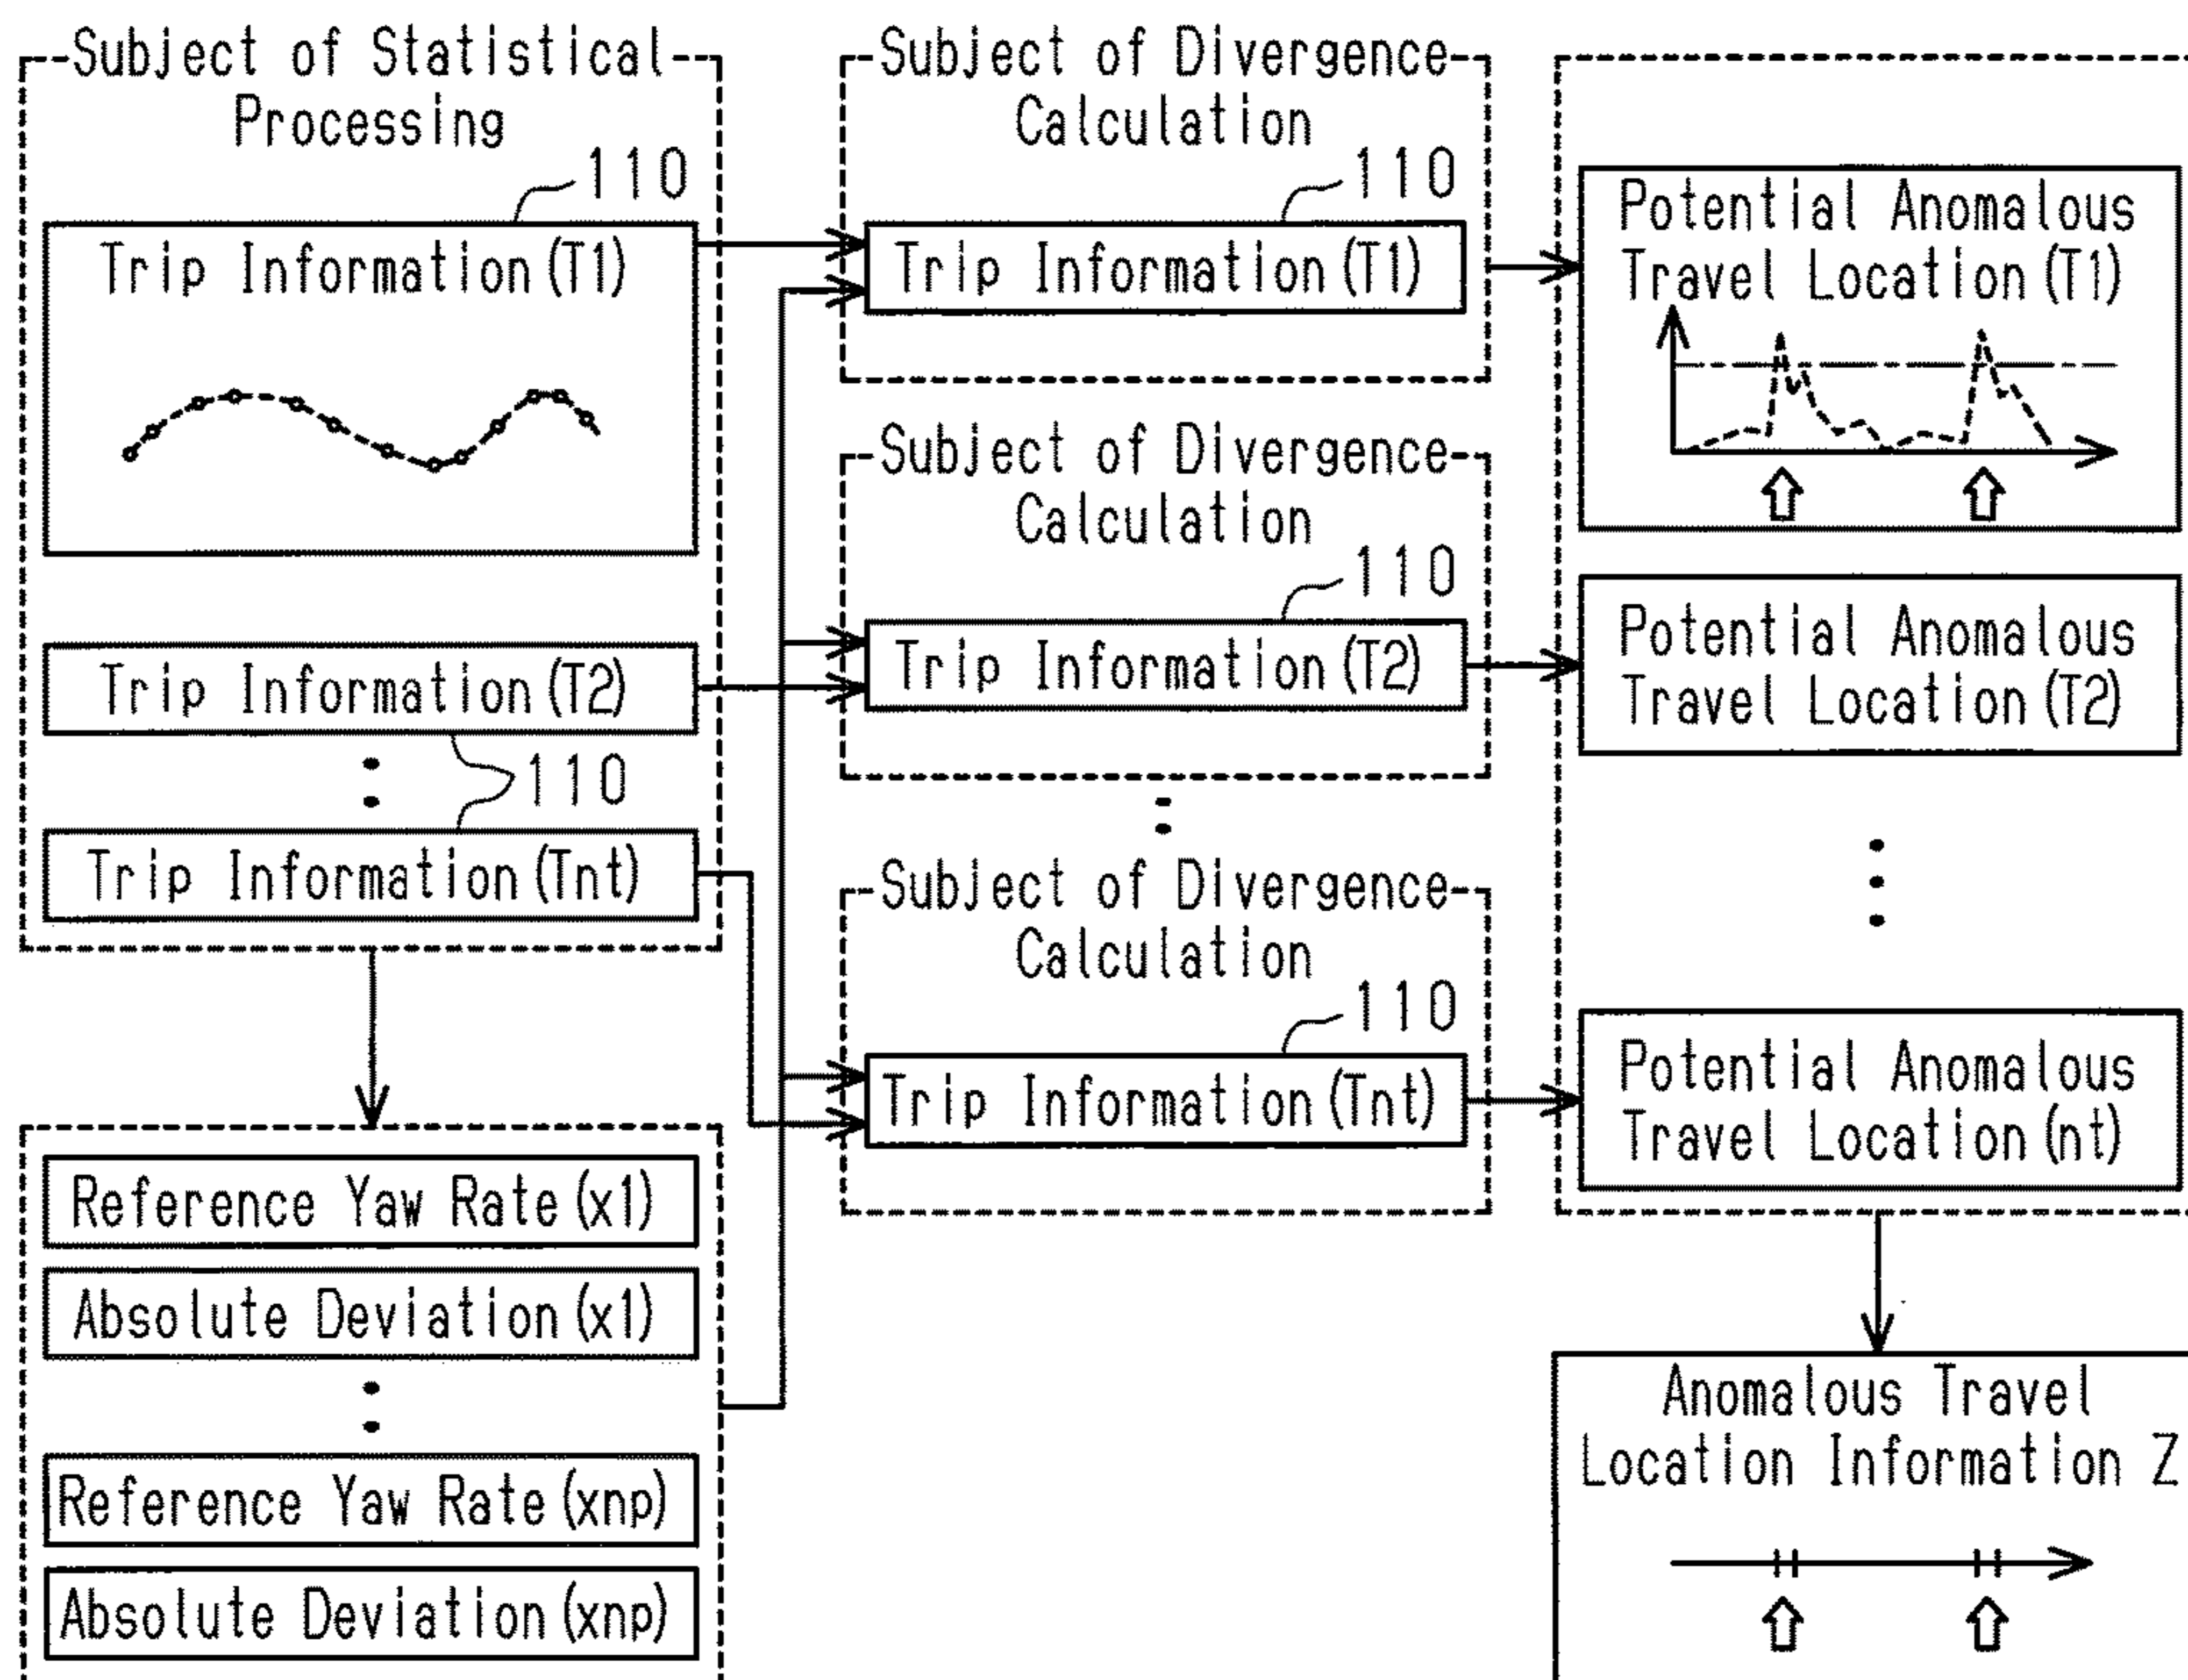 Subject of Statistical
Processing
110
Trip Information (T1)
Trip Information (T2)
110
Trip Information (Tnt)
Reference Yaw Rate (x1)
Absolute Deviation (x1)
Reference Yaw Rate (xnp)
Absolute Deviation (xnp)
Subject of Divergence
Calculation
110
Trip Information (T1)
Subject of Divergence
Calculation
110
Trip Information (T2)
Subject of Divergence
Calculation
110
Trip Information (Tnt)
Potential Anomalous
Travel Location (T1)
Potential Anomalous
Travel Location (T2)
Potential Anomalous
Travel Location (nt)
Anomalous Travel
Location Information Z